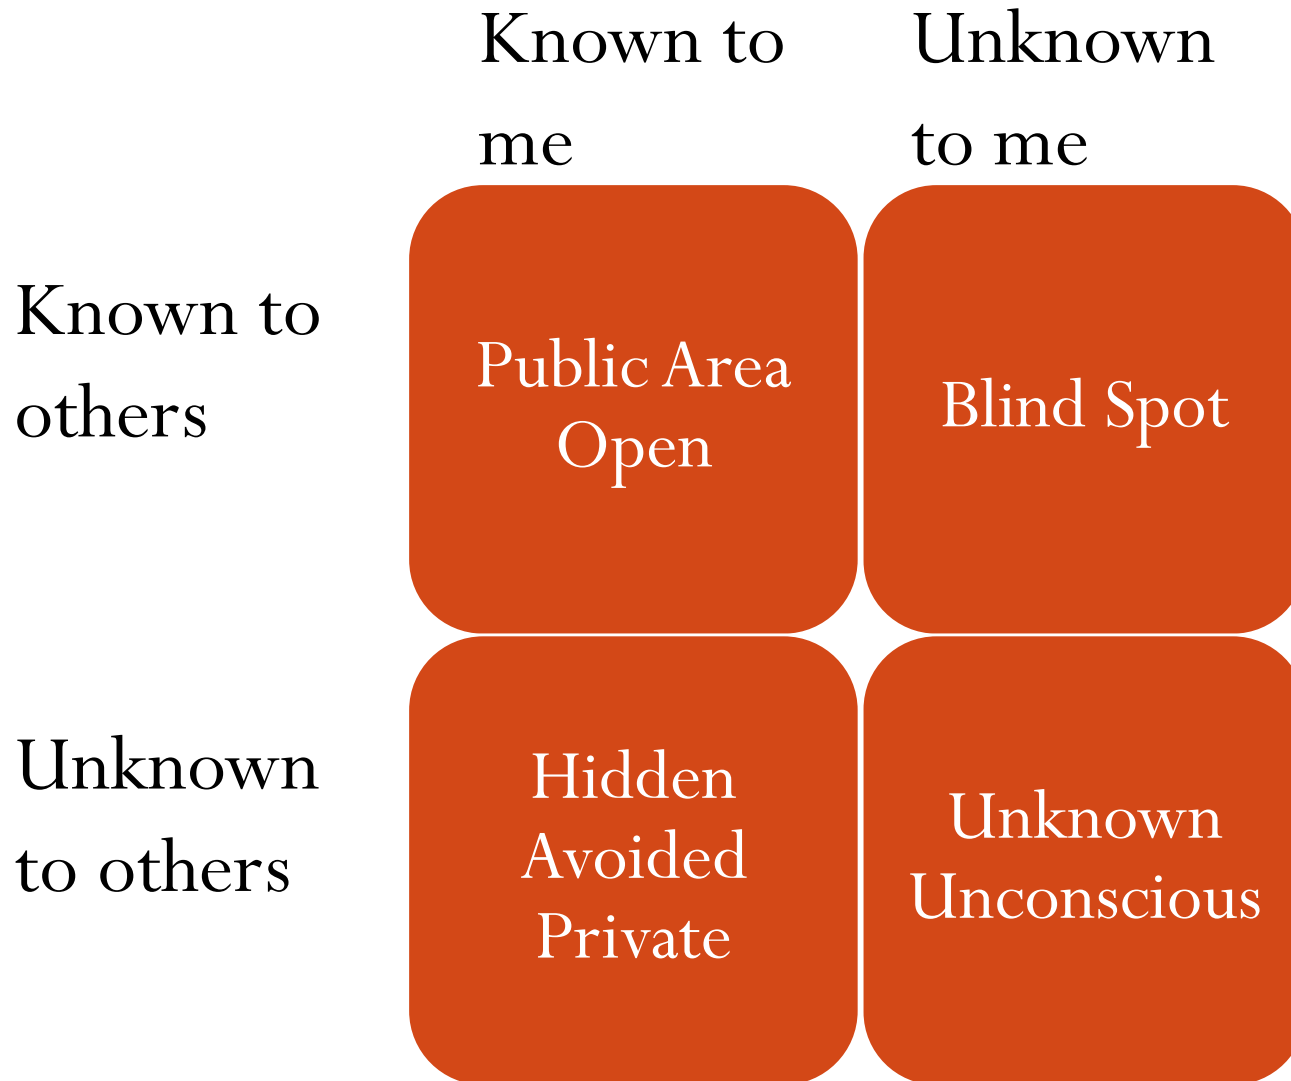 Known to
me
Unknown
to me
Known to
others
Public Area
Open
Blind Spot
Unknown
to others
Hidden
Avoided
Private
Unknown
Unconscious